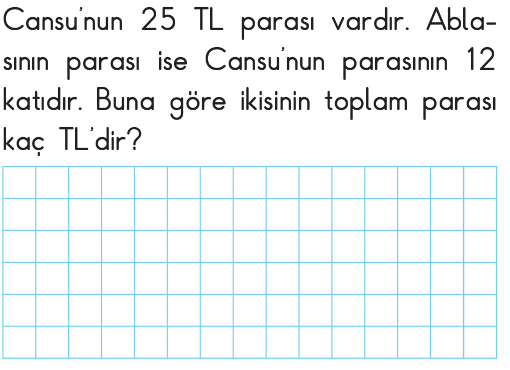 Cansu'nun 25 TL parası vardır. Abla-
sının parası ise Cansu'nun parasının 12
katıdır. Buna göre ikisinin toplam parası
kaç TL'dir?